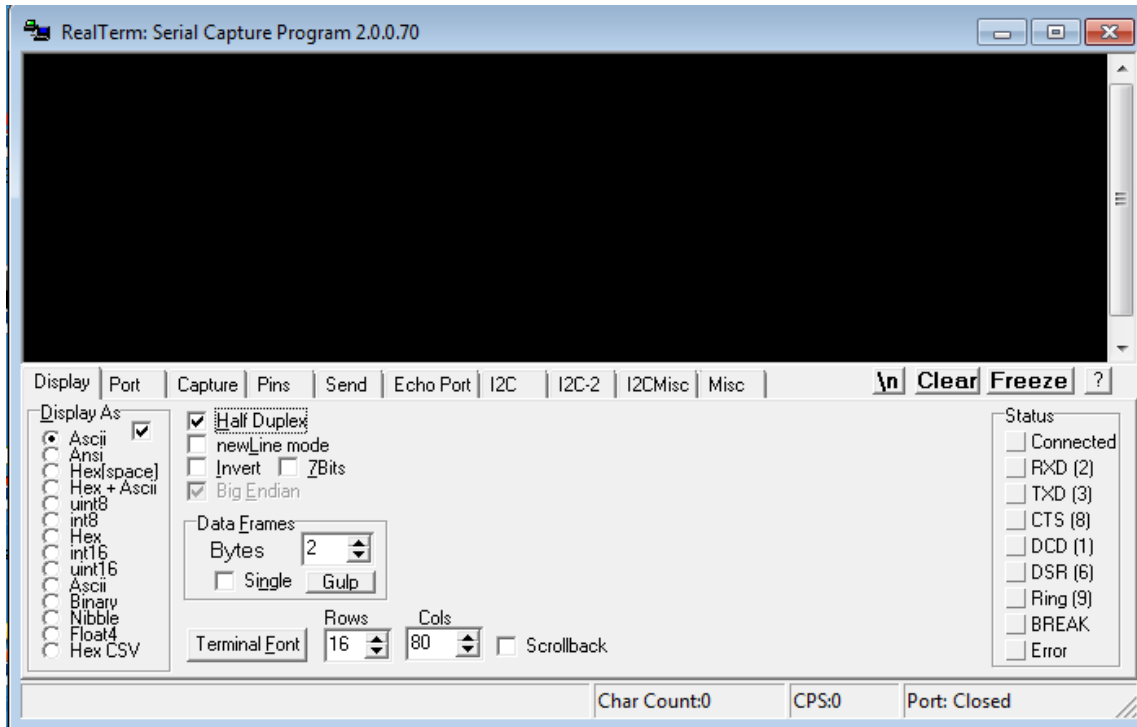 RealTerm: Serial Capture Program 2.0.0.70
Display Port Capture Pins Send Echo Port I2C I2C-2 I2CMisc Misc \n Clear Freeze ?
Display As
Ascii
Ansi
Hex[space]
Hex + Ascii
uint8
int8
Hex
int16
uint16
Ascii
Binary
Nibble
Float4
Hex CSV
Half Duplex
newLine mode
Invert 7Bits
Big Endian
Data Frames
Bytes 2
Single Gulp
Rows Cols
Terminal Font 16 80 Scrollback
Status
Connected
RXD (2)
TXD (3)
CTS (8)
DCD (1)
DSR (6)
Ring (9)
BREAK
Error
Char Count:0 CPS:0 Port: Closed